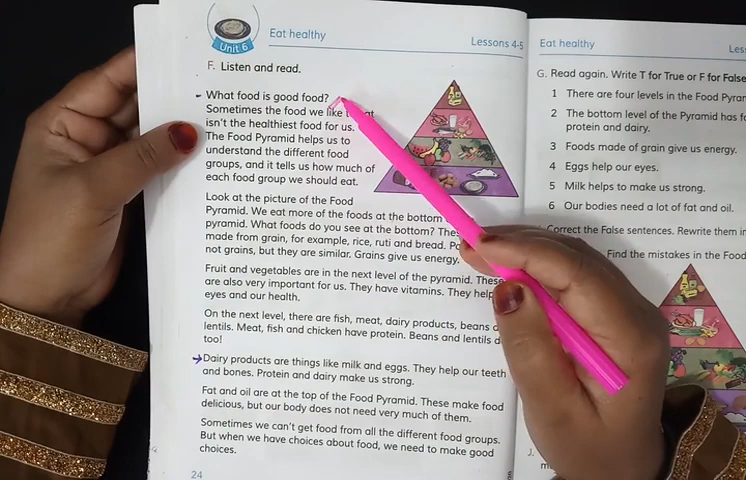 Unit 6
Eat healthy
Lessons 4-5
F. Listen and read.
What food is good food?
Sometimes the food we like
isn't the healthiest food for us.
The Food Pyramid helps us to
understand the different food
groups, and it tells us how much of
each food group we should eat.
Look at the picture of the Food
Pyramid. We eat more of the foods at the bottom
pyramid. What foods do you see at the bottom?
made from grain, for example, rice, ruti and bread.
not grains, but they are similar. Grains give us energy.
Fruit and vegetables are in the next level of the pyramid. These
are also very important for us. They have vitamins. They help
eyes and our health.
On the next level, there are fish, meat, dairy products, beans
lentils. Meat, fish and chicken have protein. Beans and lentils
too!
Dairy products are things like milk and eggs. They help our teeth
and bones. Protein and dairy make us strong.
Fat and oil are at the top of the Food Pyramid. These make food
delicious, but our body does not need very much of them.
Sometimes we can't get food from all the different food groups.
But when we have choices about food, we need to make good
choices.
24
Eat healthy
G. Read again. Write T for True or F for False
1 There are four levels in the Food
2 The bottom level of the Pyramid has
protein and dairy.
3 Foods made of grain give us energy.
4 Eggs help our eyes.
5 Milk helps to make us strong.
6 Our bodies need a lot of fat and oil.
Correct the False sentences. Rewrite them
Find the mistakes in the Food
J.